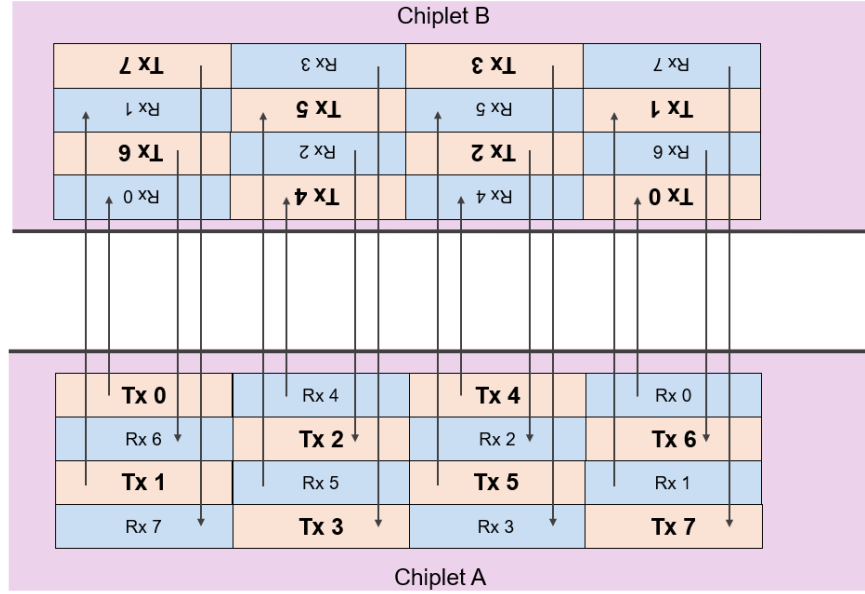 Chiplet B
Tx 7 Rx 3 Tx 3 Rx 7
Rx 1 Tx 5 Rx 5 Tx 1
Tx 6 Rx 2 Tx 2 Rx 6
Rx 0 Tx 4 Rx 4 Tx 0
Tx 0 Rx 4 Tx 4 Rx 0
Rx 6 Tx 2 Rx 2 Tx 6
Tx 1 Rx 5 Tx 5 Rx 1
Rx 7 Tx 3 Rx 3 Tx 7
Chiplet A